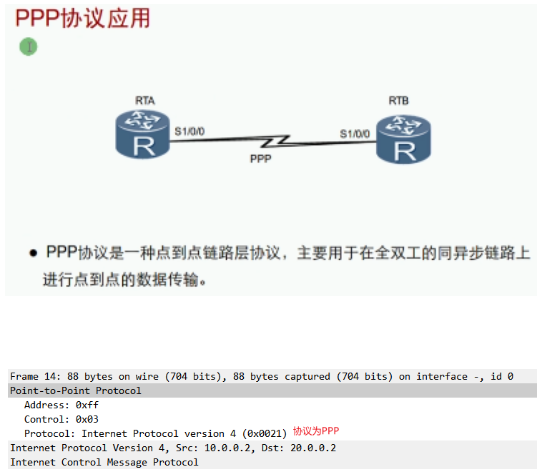 PPP协议应用
RTA
RTB
S1/0/0
S1/0/0
R
R
PPP
● PPP协议是一种点到点链路层协议，主要用于在全双工的同异步链路上
进行点到点的数据传输。
Frame 14: 88 bytes on wire (704 bits), 88 bytes captured (704 bits) on interface -, id 0
Point-to-Point Protocol
Address: 0xff
Control: 0x03
Protocol: Internet Protocol version 4 (0x0021) 协议为PPP
Internet Protocol Version 4, Src: 10.0.0.2, Dst: 20.0.0.2
Internet Control Message Protocol